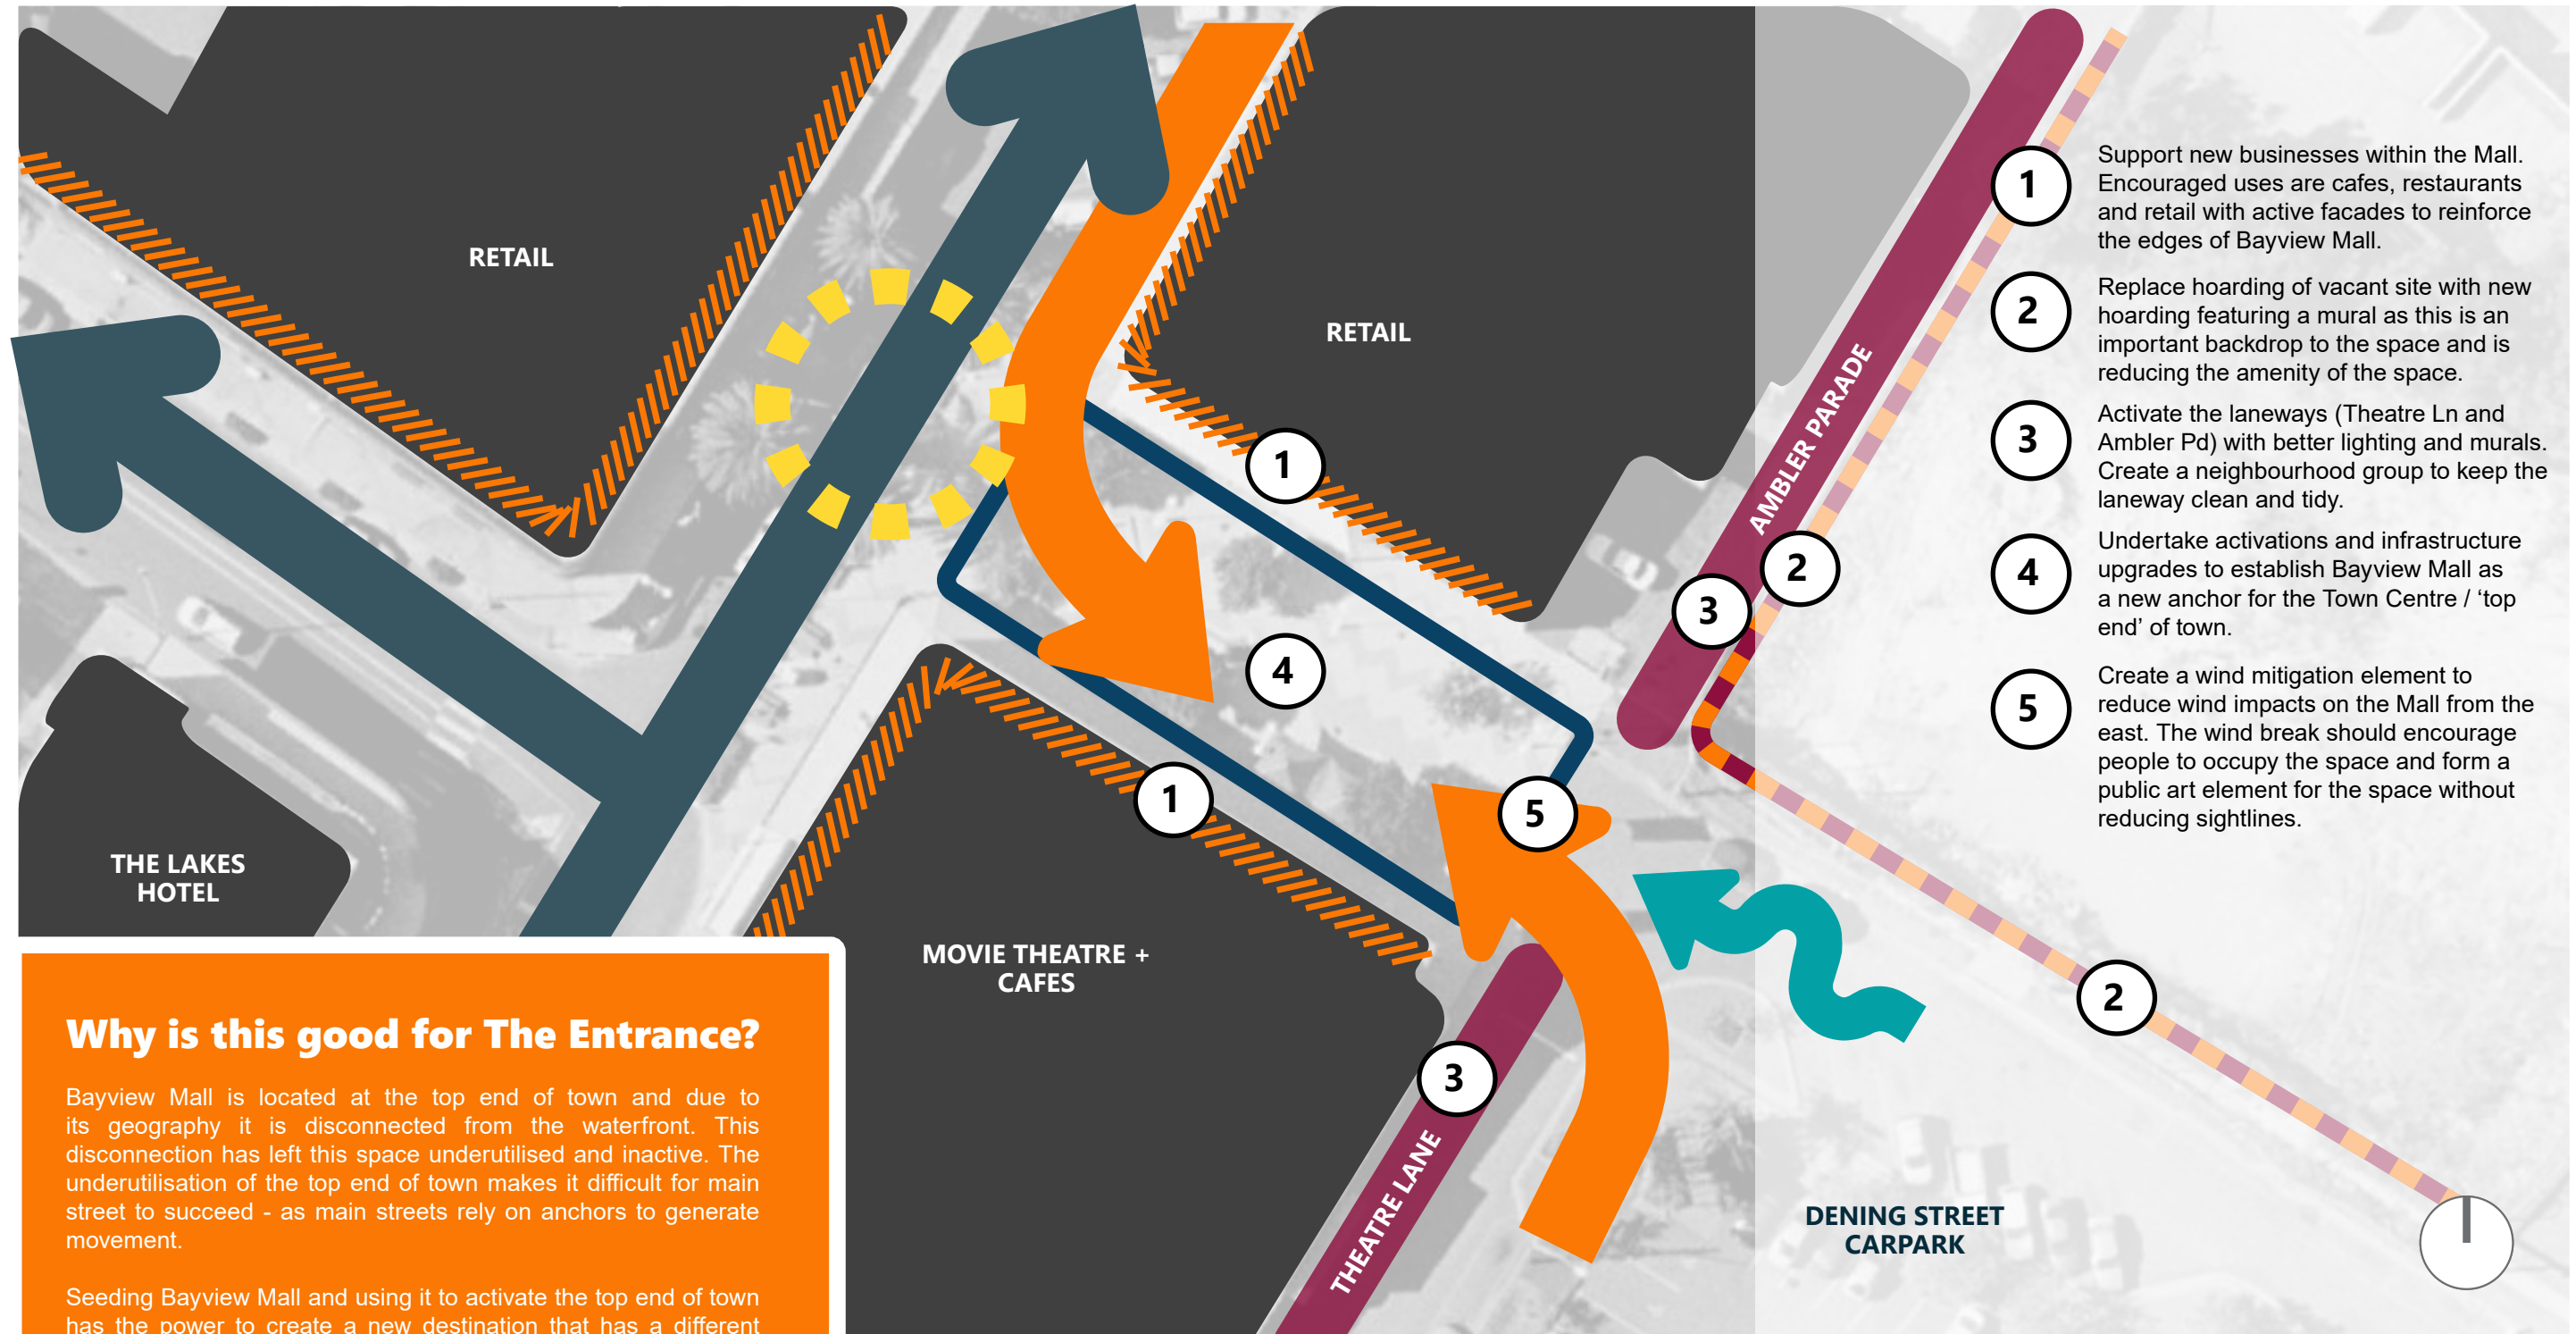 RETAIL
RETAIL
AMBLER PARADE
1
1
2
3
4
5
3
2
THE LAKES
HOTEL
MOVIE THEATRE +
CAFES
THEATRE LANE
DENING STREET
CARPARK
1
Support new businesses within the Mall.
Encouraged uses are cafes, restaurants
and retail with active facades to reinforce
the edges of Bayview Mall.
2
Replace hoarding of vacant site with new
hoarding featuring a mural as this is an
important backdrop to the space and is
reducing the amenity of the space.
3
Activate the laneways (Theatre Ln and
Ambler Pd) with better lighting and murals.
Create a neighbourhood group to keep the
laneway clean and tidy.
4
Undertake activations and infrastructure
upgrades to establish Bayview Mall as
a new anchor for the Town Centre / ‘top
end’ of town.
5
Create a wind mitigation element to
reduce wind impacts on the Mall from the
east. The wind break should encourage
people to occupy the space and form a
public art element for the space without
reducing sightlines.
Why is this good for The Entrance?
Bayview Mall is located at the top end of town and due to
its geography it is disconnected from the waterfront. This
disconnection has left this space underutilised and inactive. The
underutilisation of the top end of town makes it difficult for main
street to succeed - as main streets rely on anchors to generate
movement.
Seeding Bayview Mall and using it to activate the top end of town
has the power to create a new destination that has a different